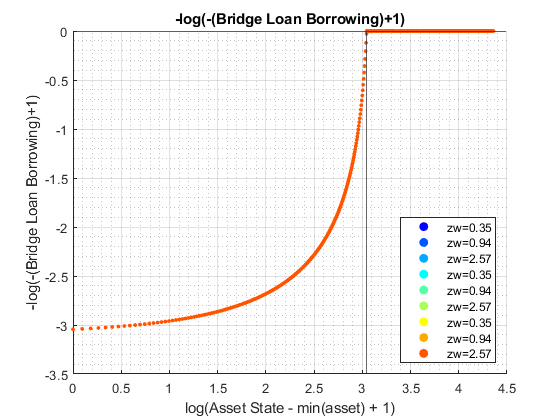 -log(-(Bridge Loan Borrowing)+1)
0
-0.5
-1
-1.5
-2
-2.5
-3
-3.5
-log(-(Bridge Loan Borrowing)+1)
zw=0.35
zw=0.94
zw=2.57
zw=0.35
zw=0.94
zw=2.57
zw=0.35
zw=0.94
zw=2.57
0 0.5 1 1.5 2 2.5 3 3.5 4 4.5
log(Asset State - min(asset) + 1)